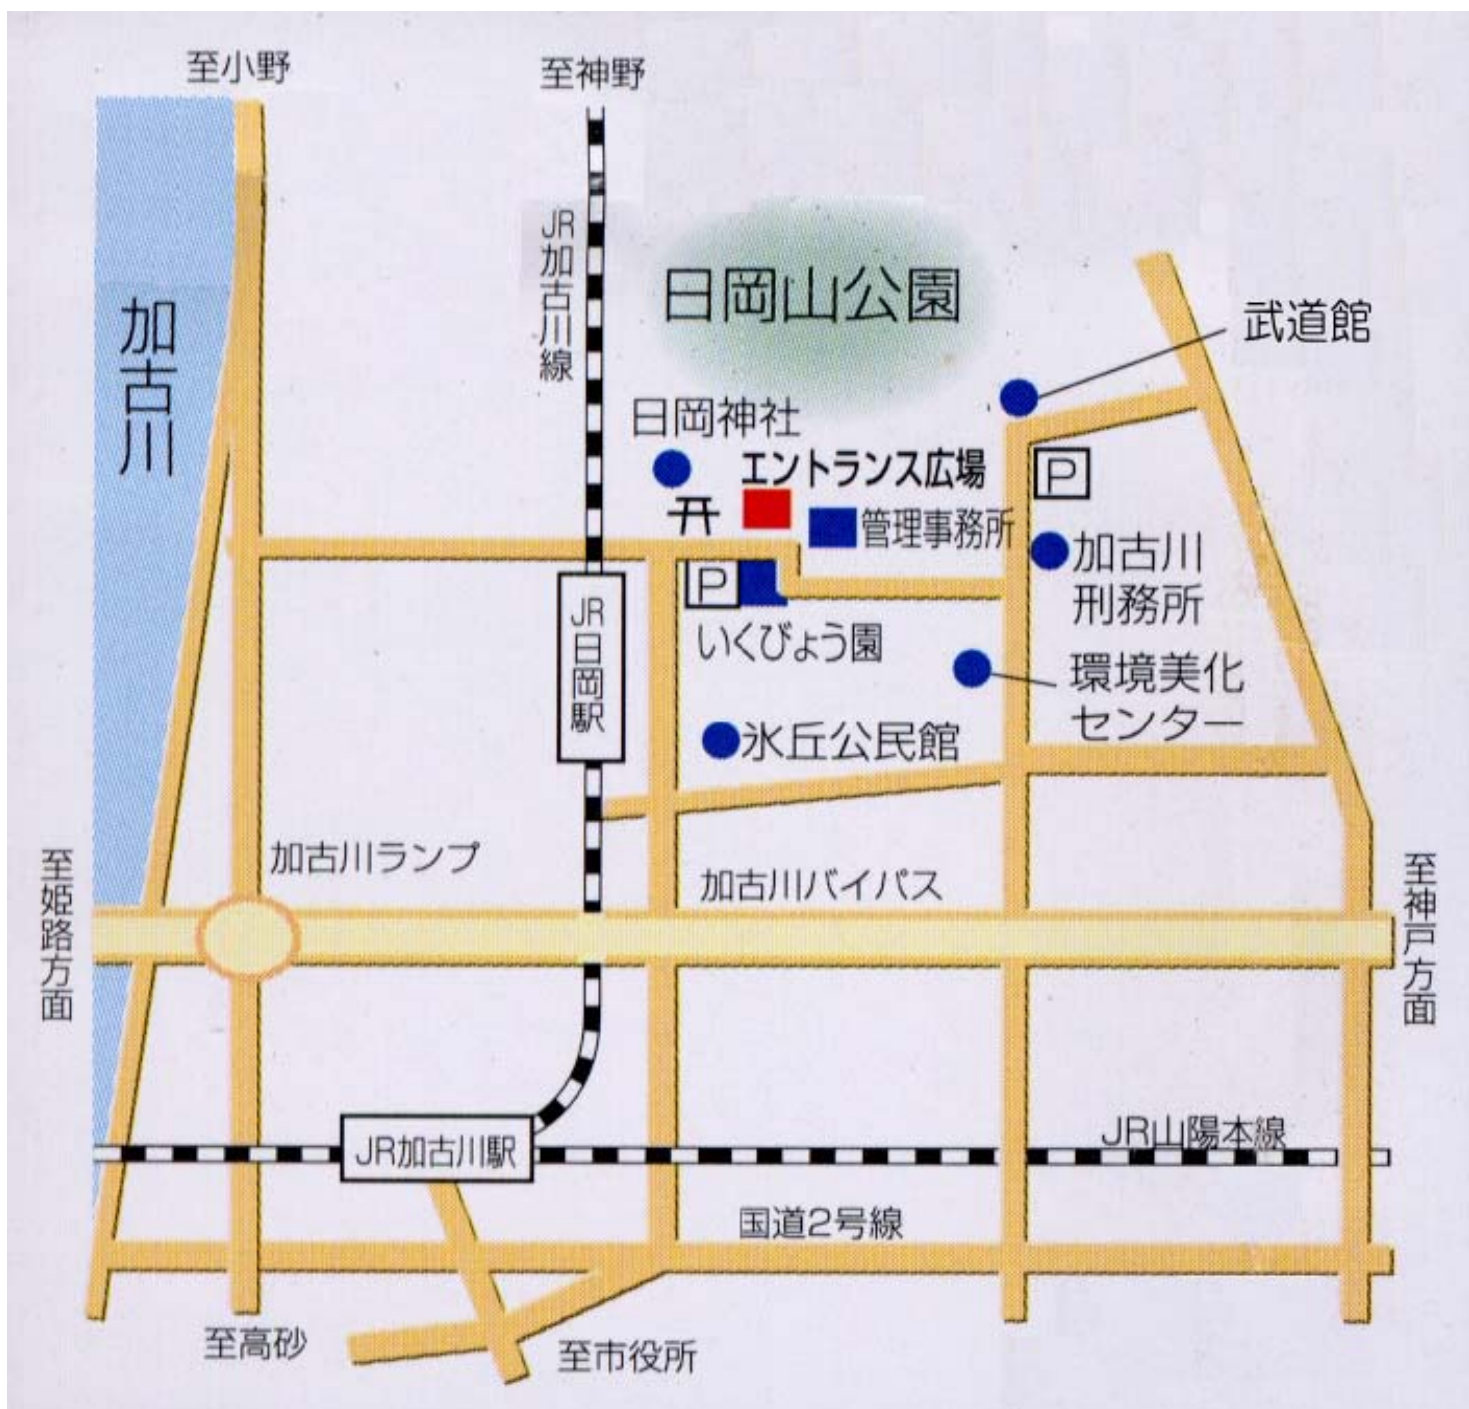 至小野
至神野
JR加古川線
日岡山公園
加古川
武道館
日岡神社
エントランス広場
P
管理事務所
加古川
刑務所
P
JR日岡駅
いくびょう園
環境美化
センター
氷丘公民館
加古川ランプ
加古川バイパス
至姫路方面
至神戸方面
JR山陽本線
JR加古川駅
国道2号線
至高砂
至市役所